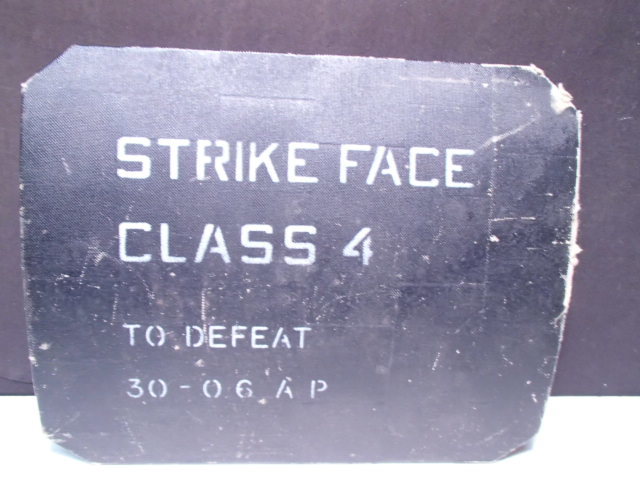 STRIKE FACE
CLASS 4
TO DEFEAT
30-06 AP